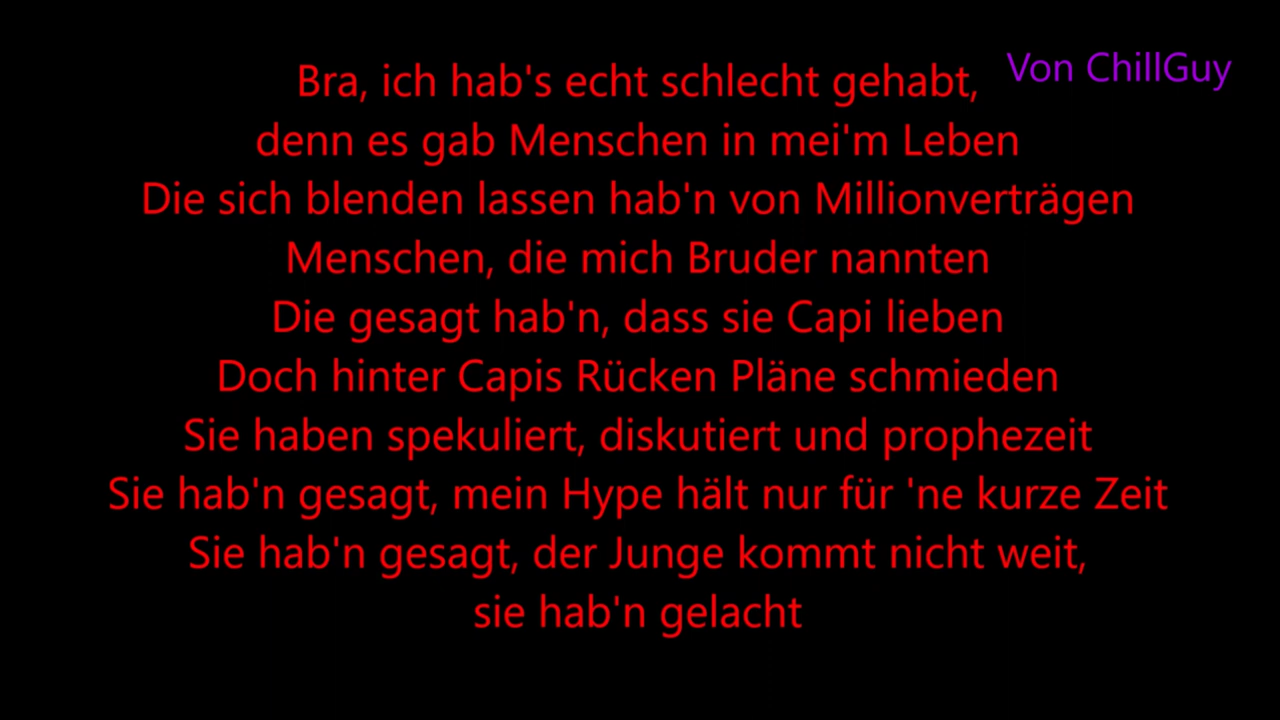 Von ChillGuy
Bra, ich hab's echt schlecht gehabt,
denn es gab Menschen in mei'm Leben
Die sich blenden lassen hab'n von Millionverträgen
Menschen, die mich Bruder nannten
Die gesagt hab'n, dass sie Capi lieben
Doch hinter Capis Rücken Pläne schmieden
Sie haben spekuliert, diskutiert und prophezeit
Sie hab'n gesagt, mein Hype hält nur für 'ne kurze Zeit
Sie hab'n gesagt, der Junge kommt nicht weit,
sie hab'n gelacht